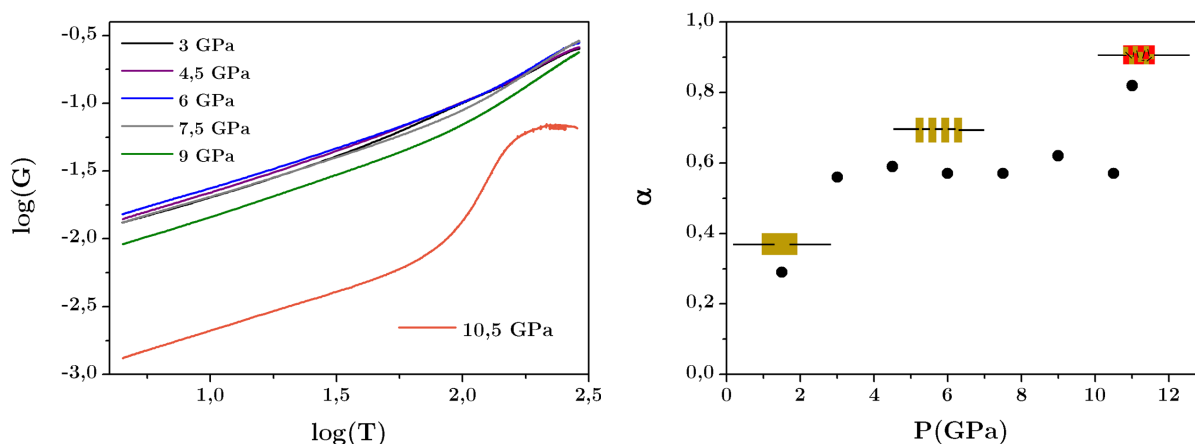 -0,5
-1,0
-1,5
-2,0
-2,5
-3,0
log(G)
3 GPa
4,5 GPa
6 GPa
7,5 GPa
9 GPa
10,5 GPa
1,0 1,5 2,0 2,5
log(T)
1,0
0,8
0,6
0,4
0,2
0,0
α
0 2 4 6 8 10 12
P(GPa)